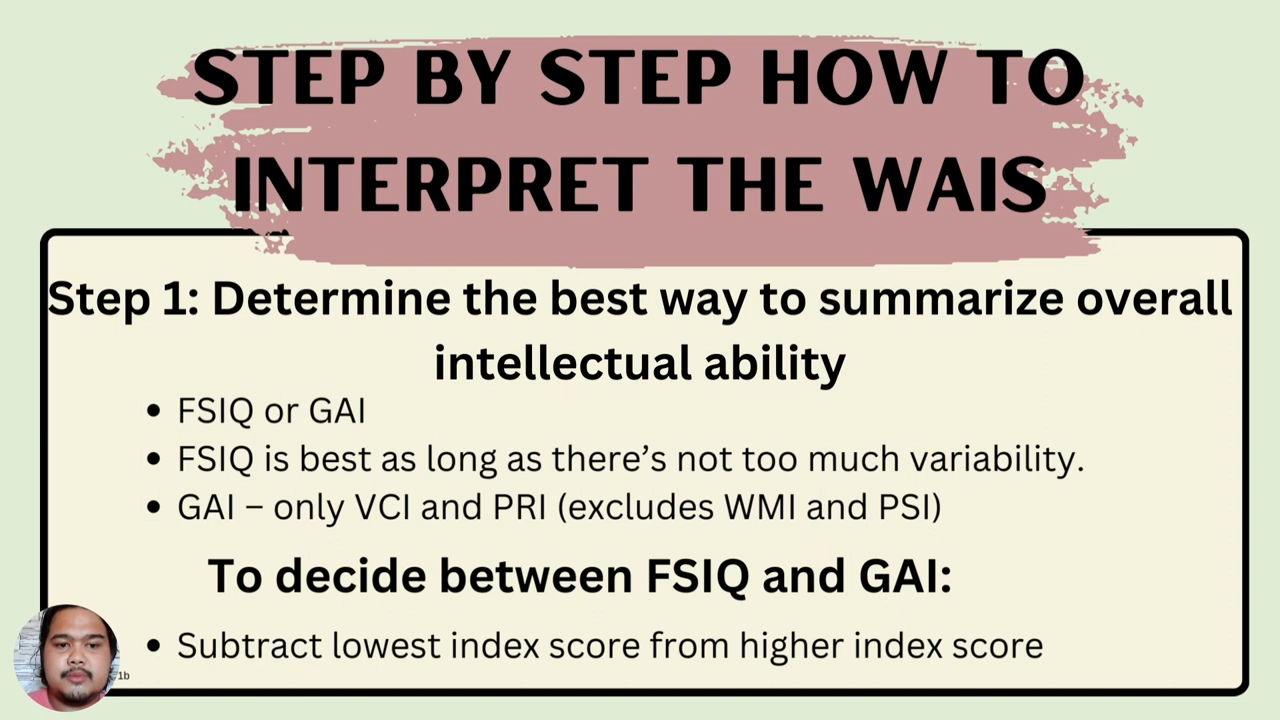 STEP BY STEP HOW TO
INTERPRET THE WAIS
Step 1: Determine the best way to summarize overall
intellectual ability
• FSIQ or GAI
• FSIQ is best as long as there’s not too much variability.
• GAI – only VCI and PRI (excludes WMI and PSI)
To decide between FSIQ and GAI:
• Subtract lowest index score from higher index score
1b